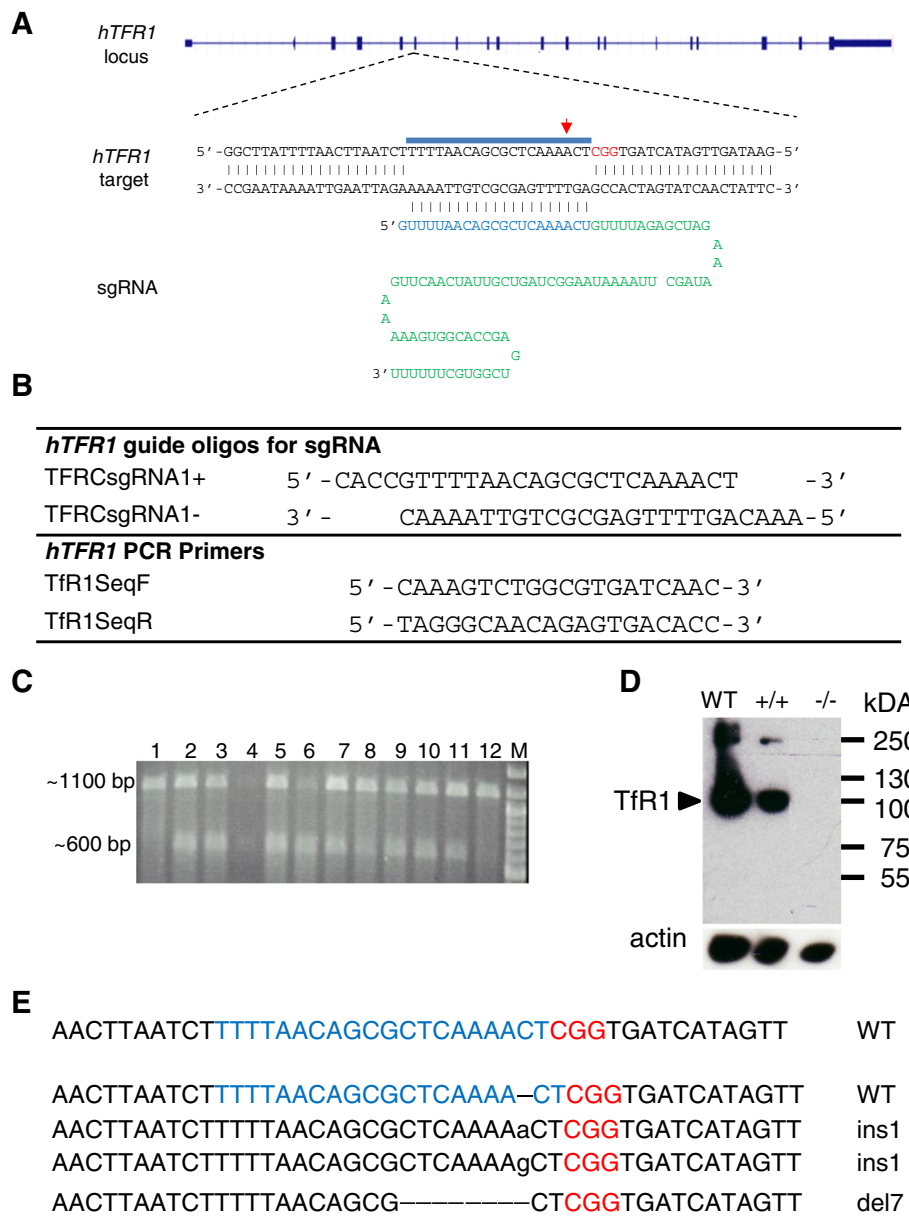 A
hTFR1
locus
hTFR1
target
5′-GGCTTATTTTAACTTAATCTTTTTAACAGCGCTCAAAACTCGGTGATCATAGTTGATAAG-5′
3′-CCGAATAAAATTGAATTAGAAAAATTGTCGCGAGTTTTGAGCCACTAGTATCAACTATTC-3′
5′GUUUUAACAGCGCUCAAAACUGUUUUAGAGCUAG
A
A
sgRNA
GUUCAACUAUUGCUGAUCGGAAUAAAAUU CGAUA
A
A
AAAGUGGCACCGA
G
3′UUUUUUCGUGGCU
B
hTFR1 guide oligos for sgRNA
TFRCsgRNA1+ 5′-CACCGTTTTAACAGCGCTCAAAACT -3′
TFRCsgRNA1- 3′- CAAAATTGTCGCGAGTTTTGACAAA-5′
hTFR1 PCR Primers
TfR1SeqF 5′-CAAAGTCTGGCGTGATCAAC-3′
TfR1SeqR 5′-TAGGGCAACAGAGTGACACC-3′
C
1 2 3 4 5 6 7 8 9 10 11 12 M
~1100 bp
~600 bp
D
WT +/+ -/- kDA
250
130
TfR1
100
75
55
actin
E
AACTTAATCTTTTTAACAGCGCTCAAAACTCGGTGATCATAGTT WT
AACTTAATCTTTTTAACAGCGCTCAAAA–CTCGGTGATCATAGTT WT
AACTTAATCTTTTTAACAGCGCTCAAAAaCTCGGTGATCATAGTT ins1
AACTTAATCTTTTTAACAGCGCTCAAAAgCTCGGTGATCATAGTT ins1
AACTTAATCTTTTTAACAGCG––––––––CTCGGTGATCATAGTT del7